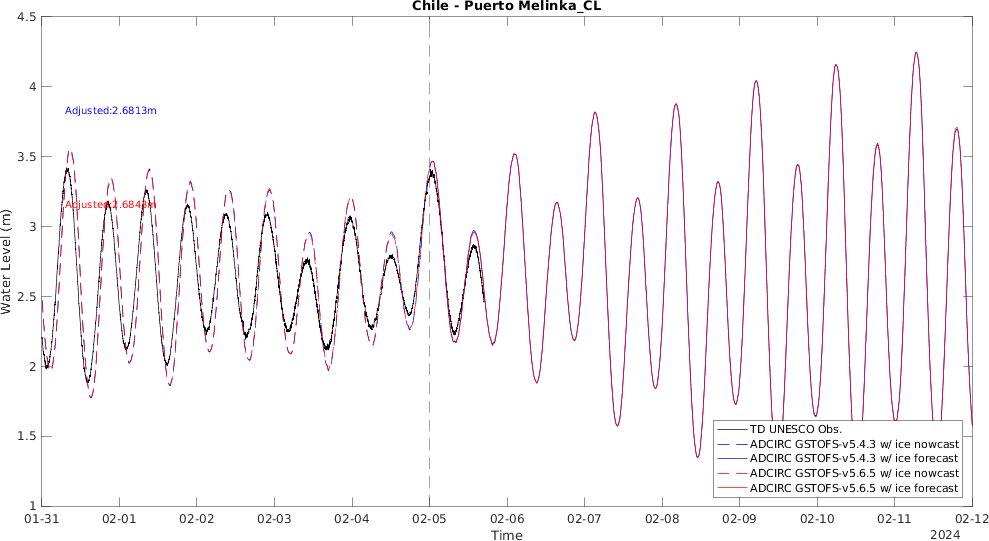 Chile - Puerto Melinka_CL
4.5
4
3.5
3
2.5
2
1.5
1
Water Level (m)
Adjusted:2.6813m
Adjusted:2.6843m
TD UNESCO Obs.
ADCIRC GSTOFS-v5.4.3 w/ ice nowcast
ADCIRC GSTOFS-v5.4.3 w/ ice forecast
ADCIRC GSTOFS-v5.6.5 w/ ice nowcast
ADCIRC GSTOFS-v5.6.5 w/ ice forecast
01-31 02-01 02-02 02-03 02-04 02-05 02-06 02-07 02-08 02-09 02-10 02-11 02-12
Time
2024